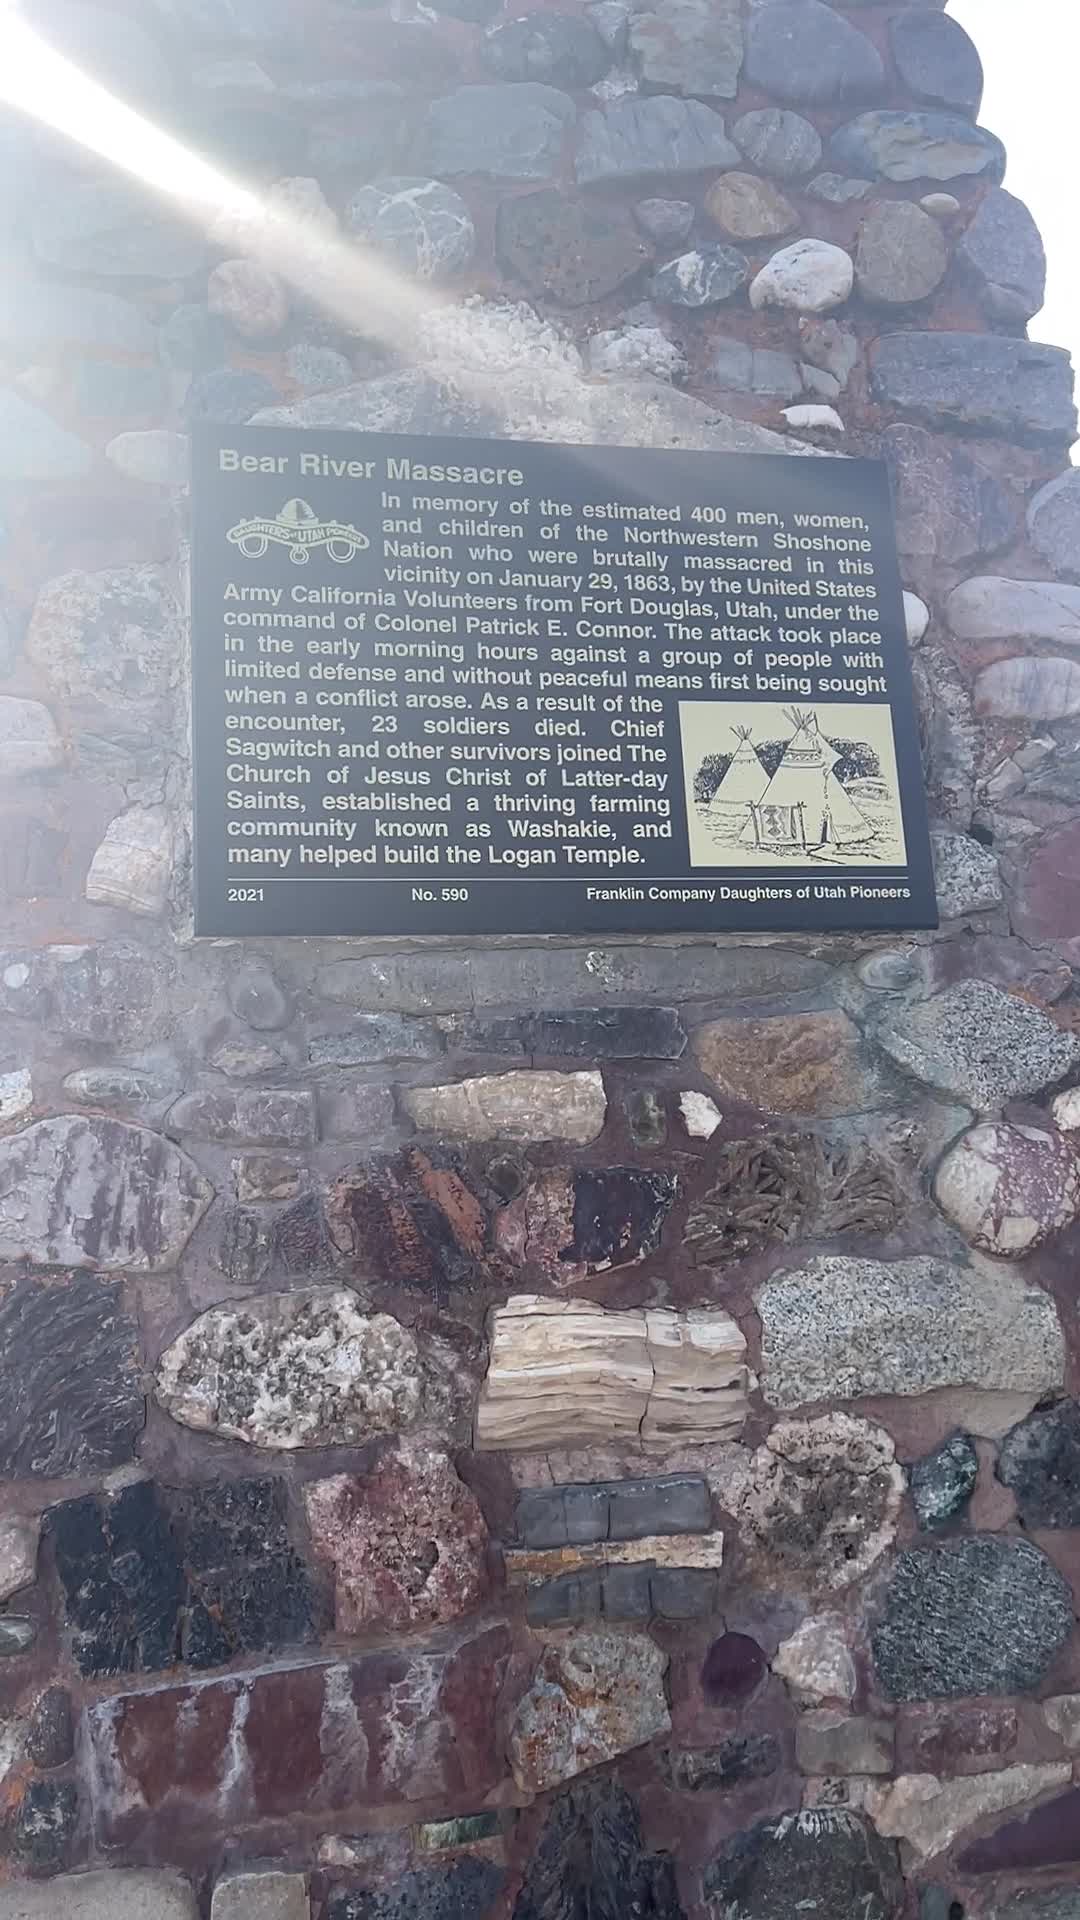 Bear River Massacre
DAUGHTERS of UTAH PIONEERS
In memory of the estimated 400 men, women,
and children of the Northwestern Shoshone
Nation who were brutally massacred in this
vicinity on January 29, 1863, by the United States
Army California Volunteers from Fort Douglas, Utah, under the
command of Colonel Patrick E. Connor. The attack took place
in the early morning hours against a group of people with
limited defense and without peaceful means first being sought
when a conflict arose. As a result of the
encounter, 23 soldiers died. Chief
Sagwitch and other survivors joined The
Church of Jesus Christ of Latter-day
Saints, established a thriving farming
community known as Washakie, and
many helped build the Logan Temple.
2021 No. 590 Franklin Company Daughters of Utah Pioneers